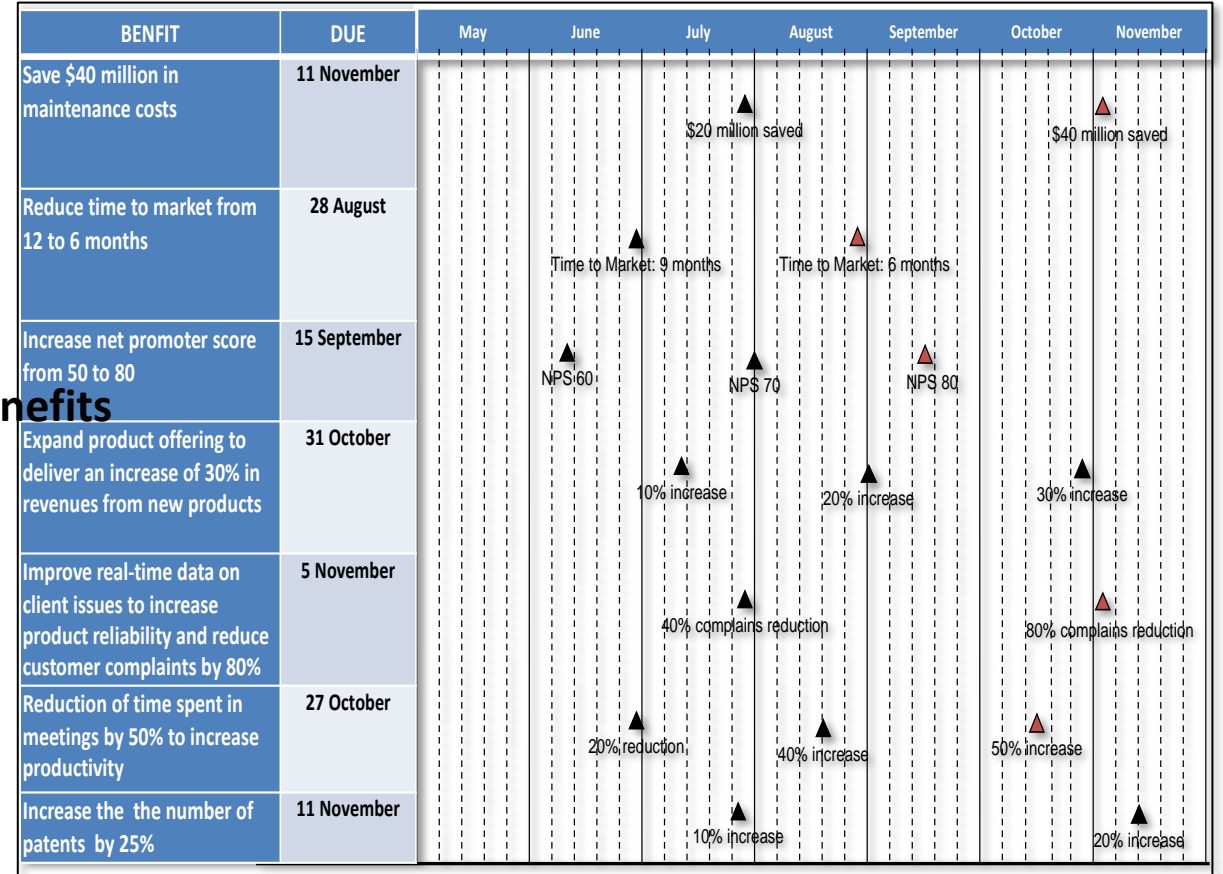 BENFIT DUE May June July August September October November
Save $40 million in
maintenance costs
11 November
$20 million saved
$40 million saved
Reduce time to market from
12 to 6 months
28 August
Time to Market: 9 months
Time to Market: 6 months
Increase net promoter score
from 50 to 80
15 September
NPS 60
NPS 70
NPS 80
nefits
Expand product offering to
deliver an increase of 30% in
revenues from new products
31 October
10% increase
20% increase
30% increase
Improve real-time data on
client issues to increase
product reliability and reduce
customer complaints by 80%
5 November
40% complains reduction
80% complains reduction
Reduction of time spent in
meetings by 50% to increase
productivity
27 October
20% reduction
40% increase
50% increase
Increase the the number of
patents by 25%
11 November
10% increase
20% increase